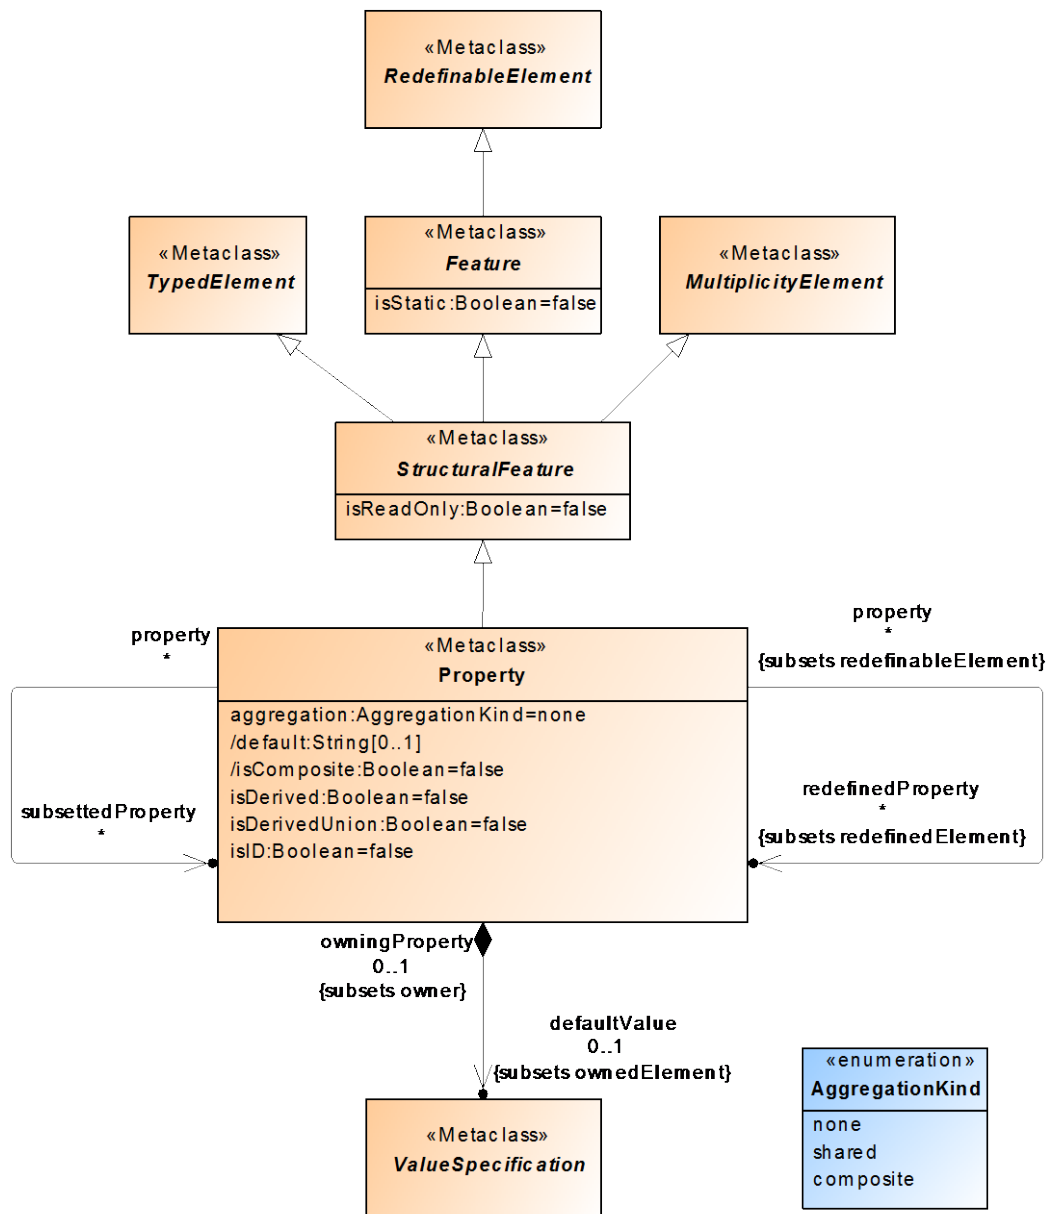 «Metaclass»
RedefinableElement
«Metaclass»
TypedElement
«Metaclass»
Feature
isStatic:Boolean=false
«Metaclass»
MultiplicityElement
«Metaclass»
StructuralFeature
isReadOnly:Boolean=false
property
*
property
*
{subsets redefinableElement}
«Metaclass»
Property
aggregation:AggregationKind=none
/default:String[0..1]
/isComposite:Boolean=false
isDerived:Boolean=false
isDerivedUnion:Boolean=false
isID:Boolean=false
subsettedProperty
*
redefinedProperty
*
{subsets redefinedElement}
owningProperty
0..1
{subsets owner}
defaultValue
0..1
{subsets ownedElement}
«Metaclass»
ValueSpecification
«enumeration»
AggregationKind
none
shared
composite